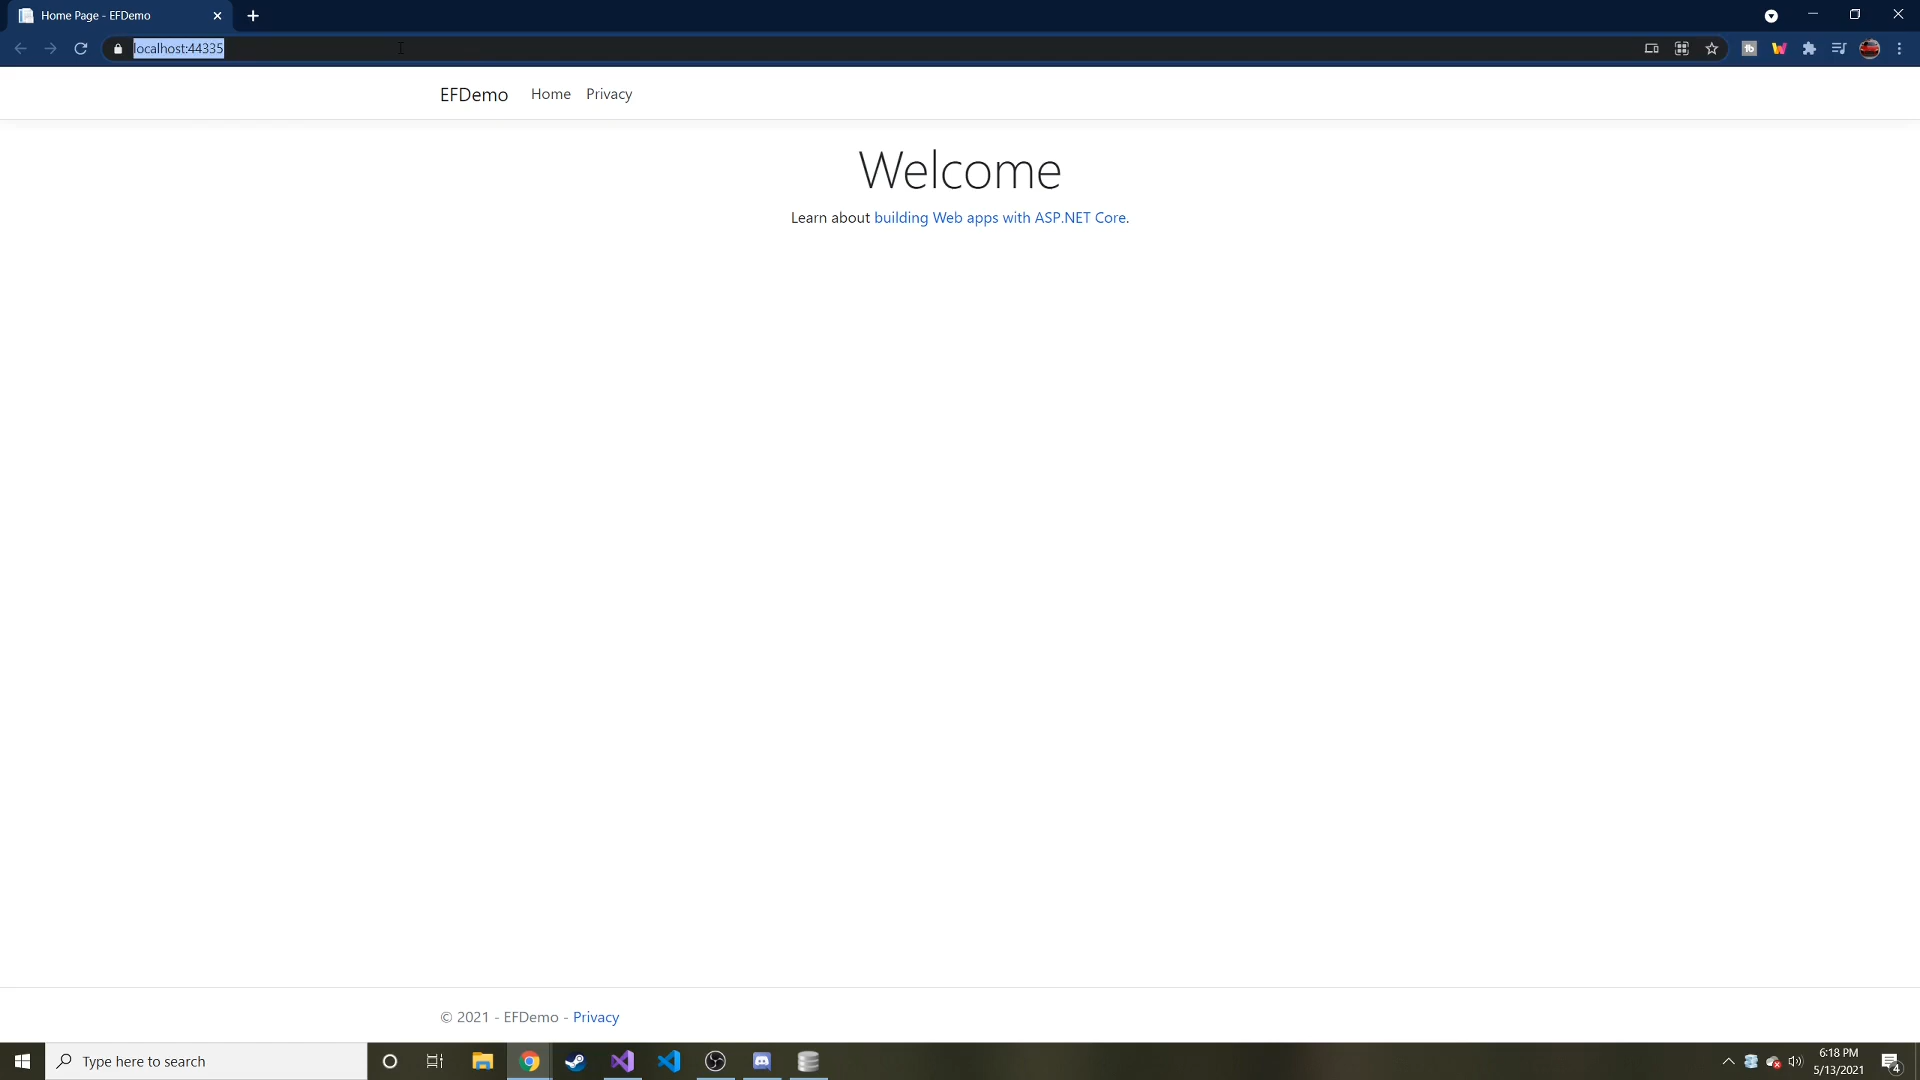 Home Page - EFDemo
localhost:44335
EFDemo Home Privacy
Welcome
Learn about building Web apps with ASP.NET Core.
© 2021 - EFDemo - Privacy
Type here to search
6:18 PM
5/13/2021
4